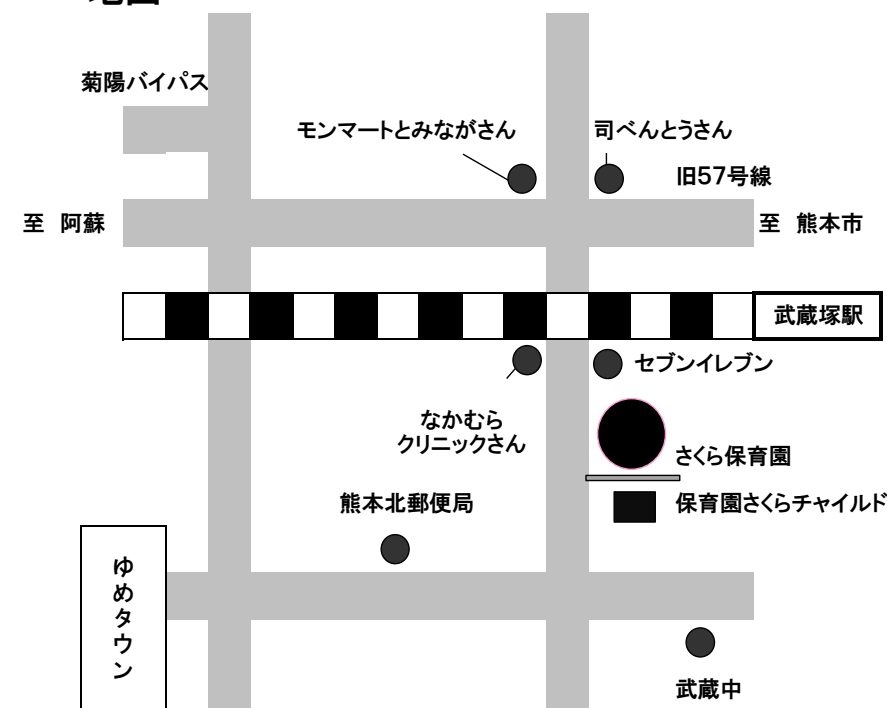 菊陽バイパス
モンマートとみながさん
司べんとうさん
旧57号線
至 阿蘇
至 熊本市
武蔵塚駅
セブンイレブン
なかむら
クリニックさん
さくら保育園
熊本北郵便局
保育園さくらチャイルド
ゆめタウン
武蔵中